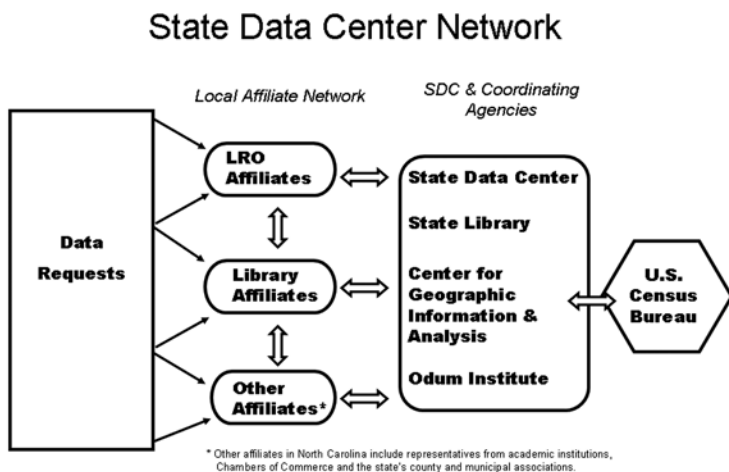 State Data Center Network
Local Affiliate Network
SDC & Coordinating
Agencies
Data
Requests
LRO
Affiliates
Library
Affiliates
Other
Affiliates*
State Data Center
State Library
Center for
Geographic
Information &
Analysis
Odum Institute
U.S.
Census
Bureau
* Other affiliates in North Carolina include representatives from academic institutions,
Chambers of Commerce and the state's county and municipal associations.